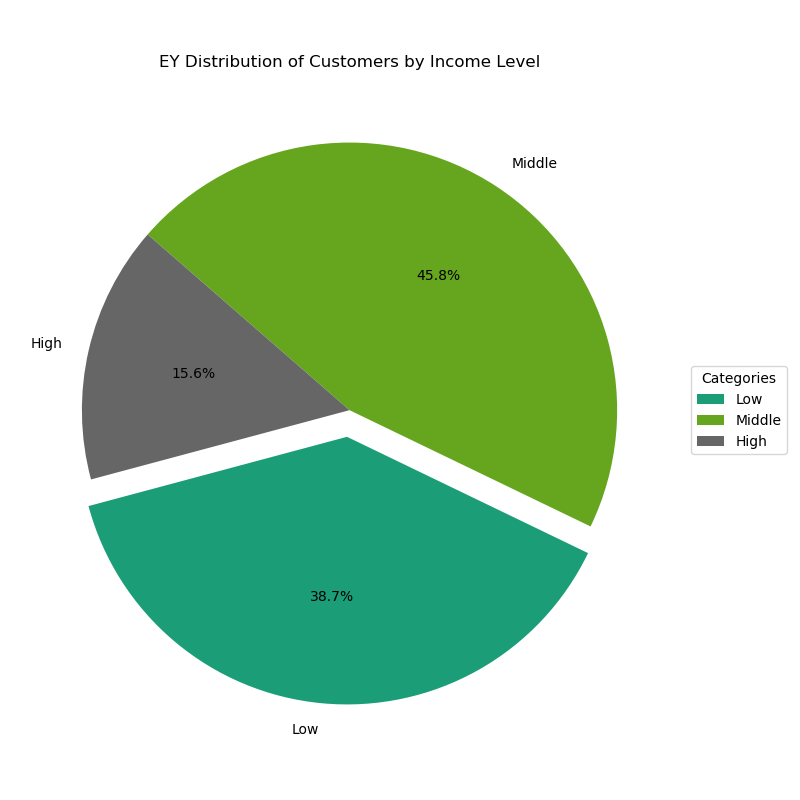 EY Distribution of Customers by Income Level
Middle
45.8%
High
15.6%
Categories
Low
Middle
High
38.7%
Low